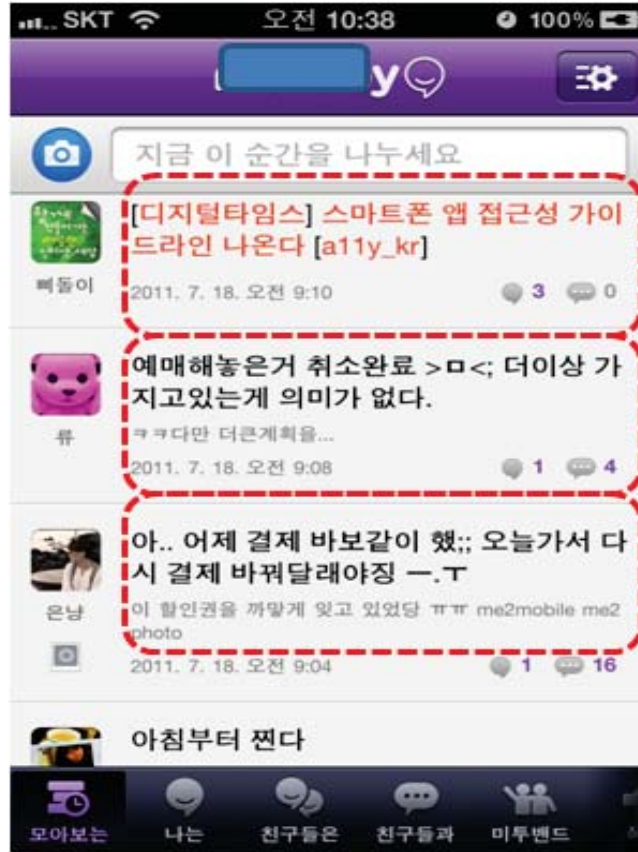 SKT 오전 10:38 100%
y
지금 이 순간을 나누세요
[디지털타임스] 스마트폰 앱 접근성 가이
드라인 나온다 [a11y_kr]
삐돌이
2011. 7. 18. 오전 9:10 3 0
예매해놓은거 취소완료 >ㅁ<; 더이상 가
지고있는게 의미가 없다.
류
ㅋㅋ다만 더큰계획을...
2011. 7. 18. 오전 9:08 1 4
아.. 어제 결제 바보같이 했;; 오늘가서 다
시 결제 바꿔달래야징 ㅡ.ㅜ
은냥
이 할인권을 까맣게 잊고 있었당 ㅠㅠ me2mobile me2
photo
2011. 7. 18. 오전 9:04 1 16
아침부터 찐다
모아보는 나는 친구들은 친구들과 미투밴드